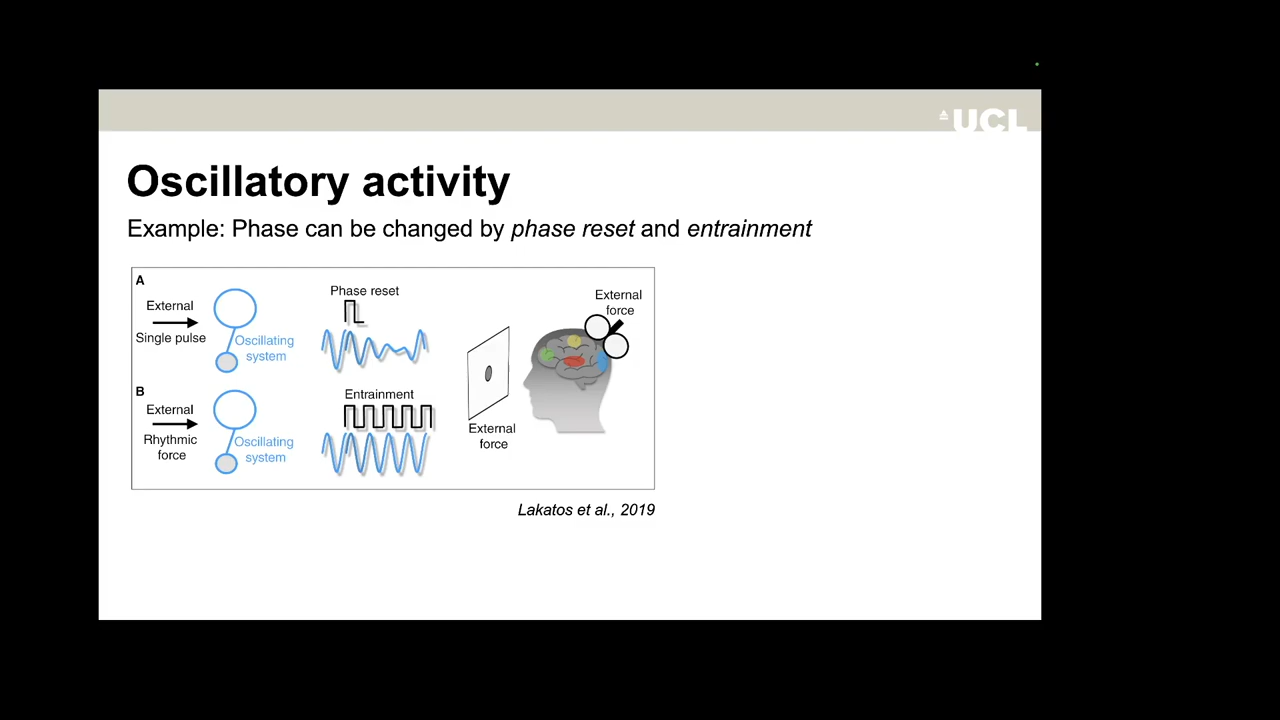 UCL
Oscillatory activity
Example: Phase can be changed by phase reset and entrainment
A
External
Single pulse
Oscillating
system
Phase reset
B
External
Rhythmic
force
Oscillating
system
Entrainment
External
force
External
force
Lakatos et al., 2019